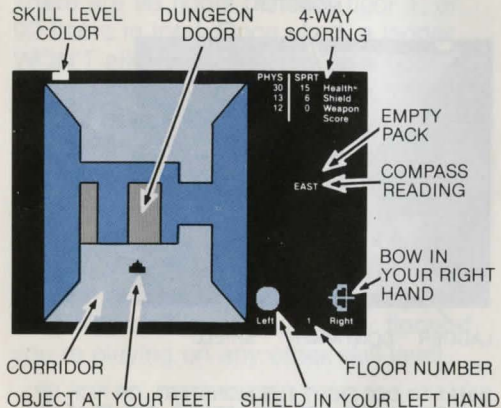 SKILL LEVEL
COLOR
DUNGEON
DOOR
4-WAY
SCORING
PHYS SPRT
30 15 Health
13 6 Shield
12 0 Weapon
Score
EMPTY
PACK
EAST
COMPASS
READING
BOW IN
YOUR RIGHT
HAND
Left 1 Right
CORRIDOR
FLOOR NUMBER
OBJECT AT YOUR FEET
SHIELD IN YOUR LEFT HAND